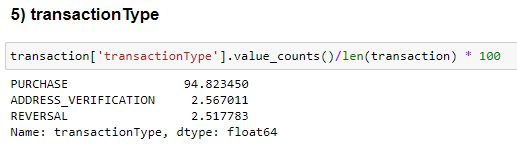 5) transactionType
transaction['transactionType'].value_counts()/len(transaction) * 100
PURCHASE                94.823450
ADDRESS_VERIFICATION     2.567011
REVERSAL                 2.517783
Name: transactionType, dtype: float64